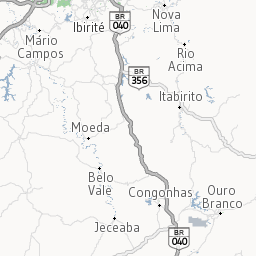 BR
040
Nova
Lima
Ibirité
Mário
Campos
Rio
Acima
BR
356
Itabirito
Moeda
Belo
Vale
Congonhas
Ouro
Branco
Jeceaba
BR
040